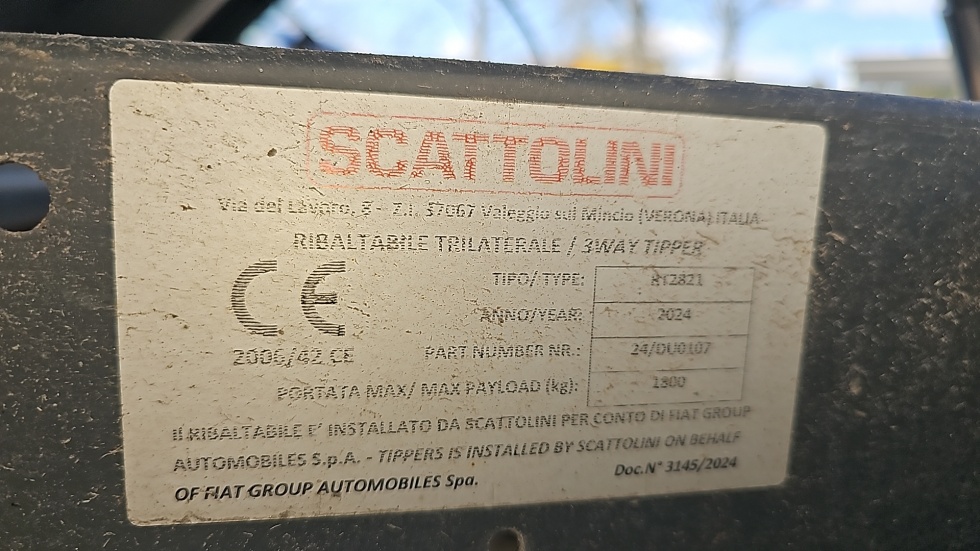 SCATTOLINI
Via del Lavoro, 8 - Z.I. 37067 Valeggio sul Mincio (VERONA) ITALIA
RIBALTABILE TRILATERALE / 3WAY TIPPER
CE
2006/42 CE
TIPO/ TYPE: RT2821
ANNO/YEAR: 2024
PART NUMBER NR.: 24/DU0107
PORTATA MAX/ MAX PAYLOAD (kg): 1800
Il RIBALTABILE E' INSTALLATO DA SCATTOLINI PER CONTO DI FIAT GROUP
AUTOMOBILES S.p.A. - TIPPERS IS INSTALLED BY SCATTOLINI ON BEHALF
OF FIAT GROUP AUTOMOBILES Spa.
Doc.N° 3145/2024